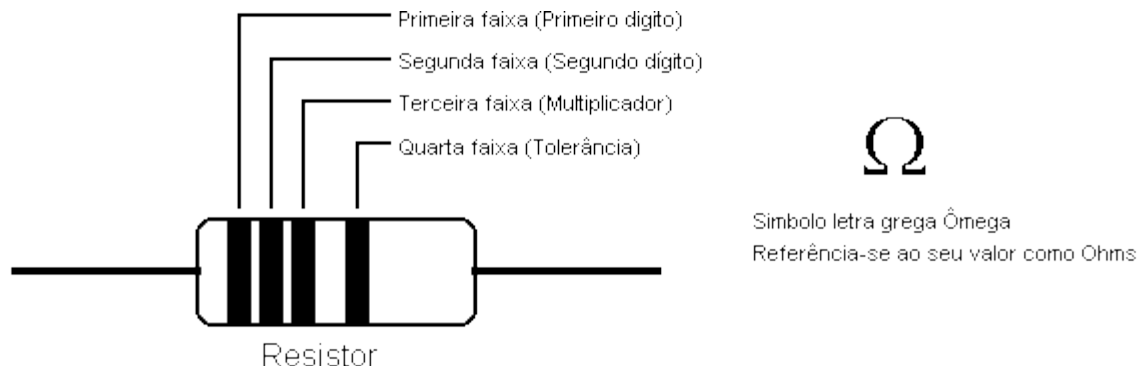 Primeira faixa (Primeiro digito)
Segunda faixa (Segundo dígito)
Terceira faixa (Multiplicador)
Quarta faixa (Tolerância)
Ω
Simbolo letra grega Ômega
Referência-se ao seu valor como Ohms
Resistor